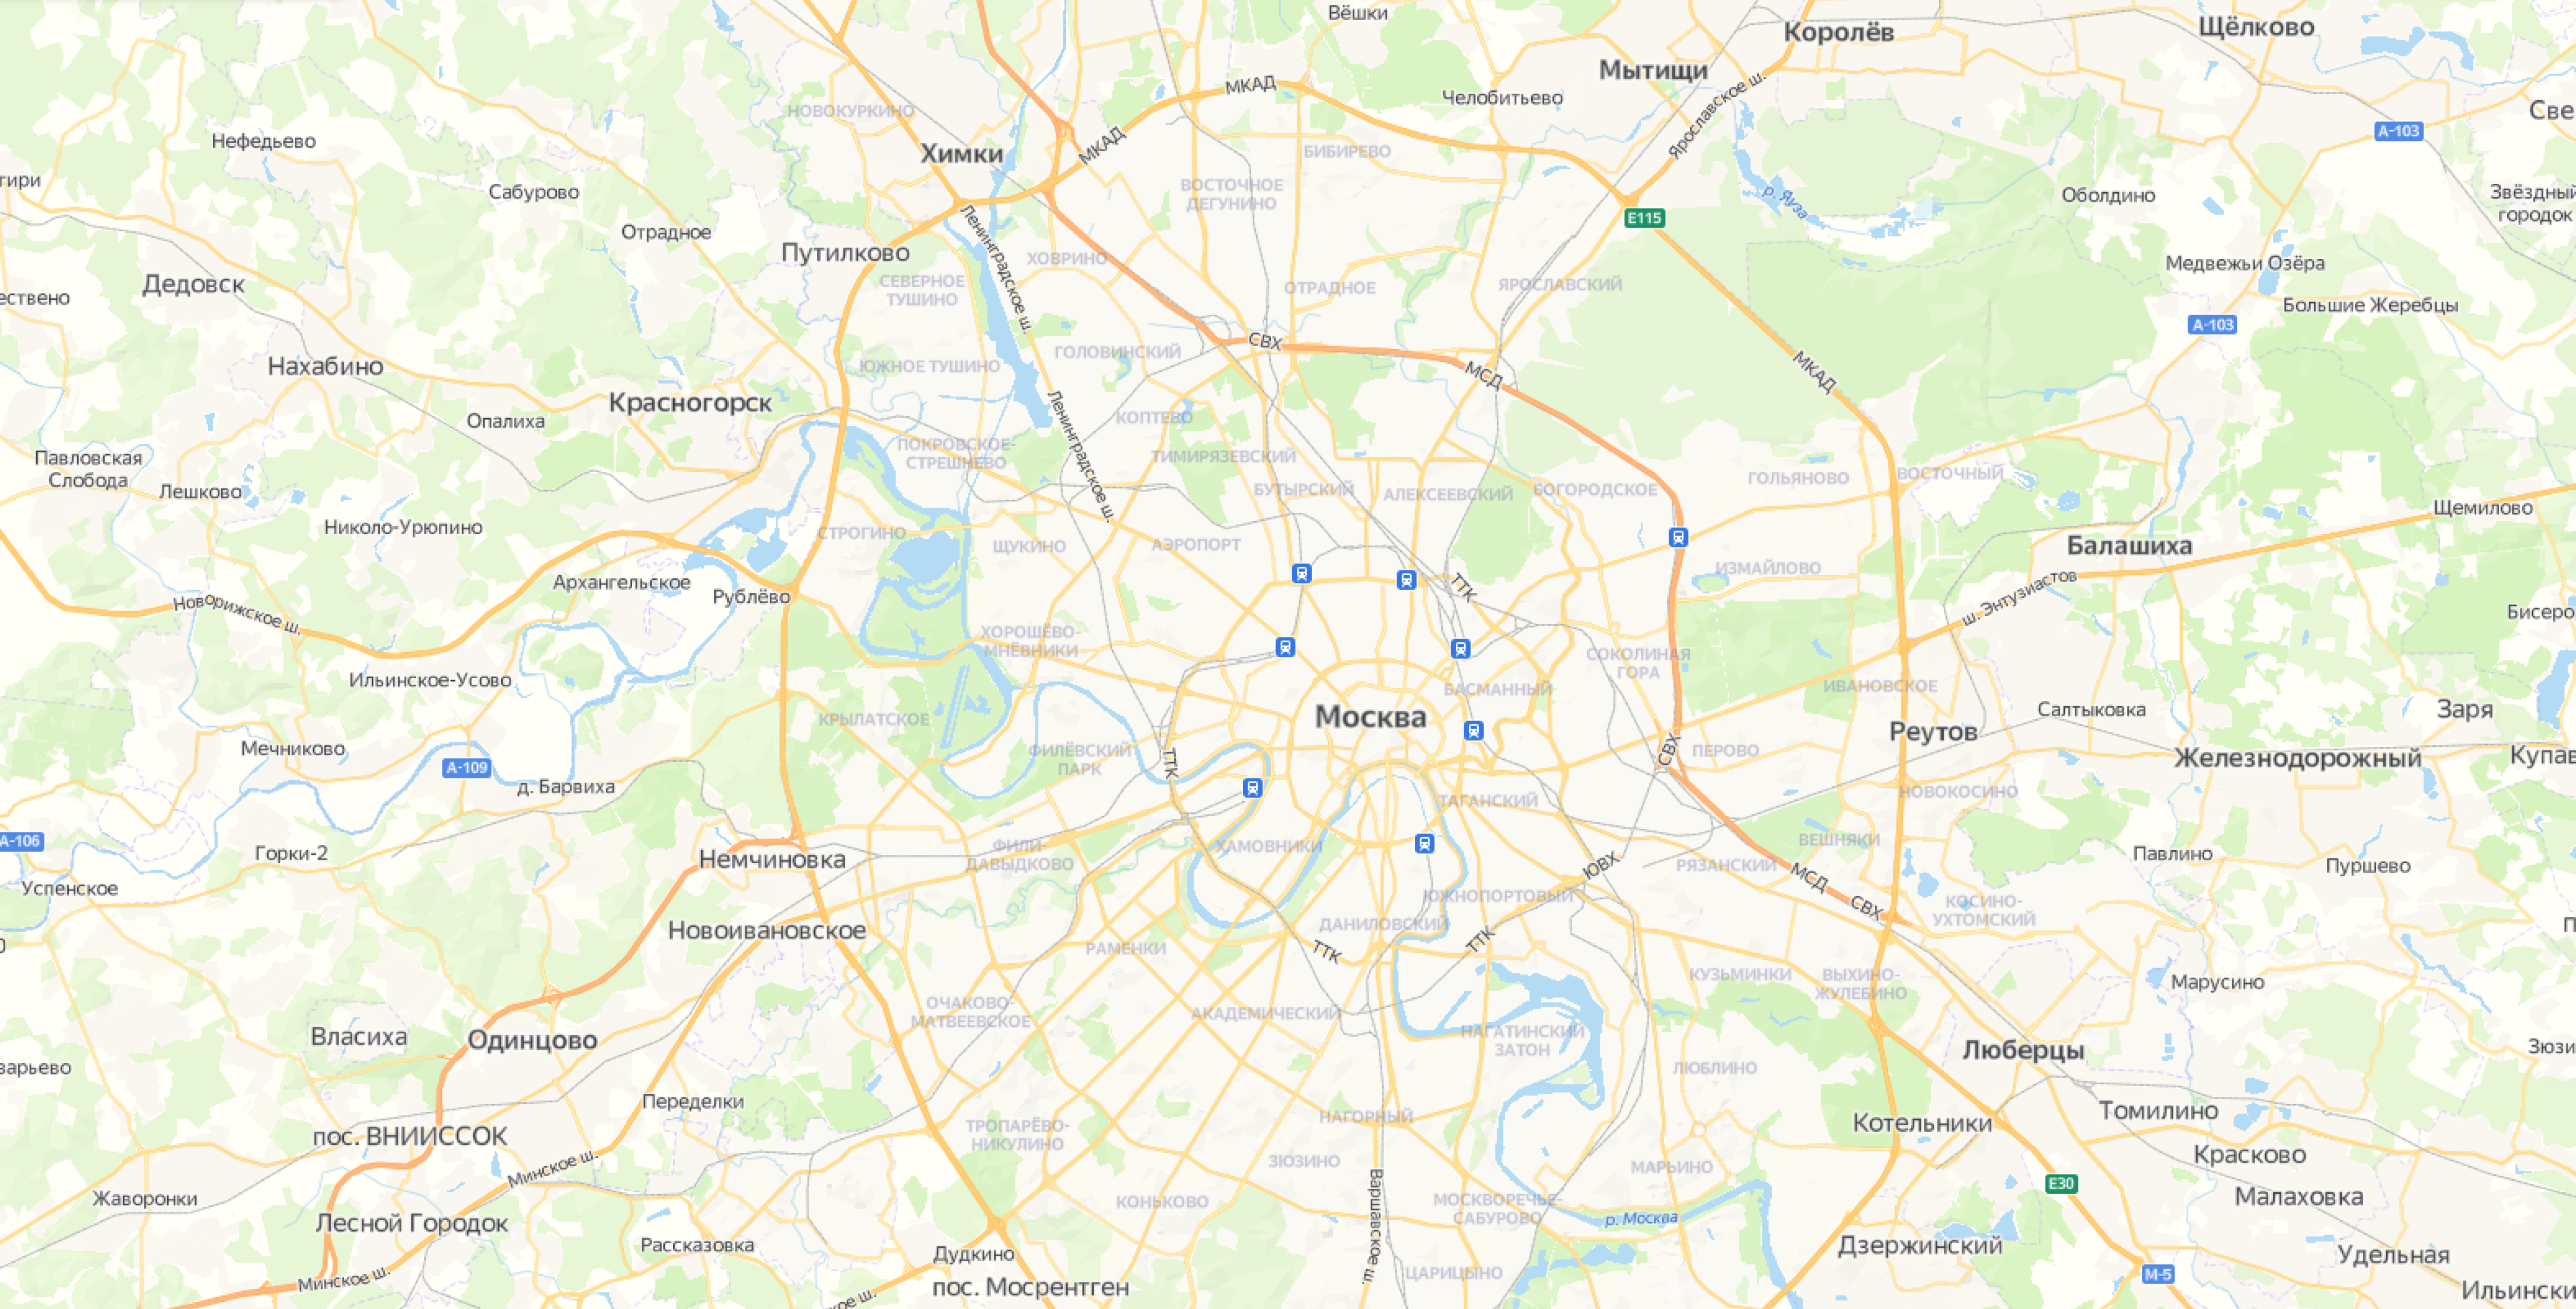 Вёшки
Королёв
Щёлково
Мытищи
МКАД
Челобитьево
Ярославское ш.
НОВОКУРКИНО
Све
А-103
Нефедьево
Химки
МКАД
БИБИРЕВО
гири
Сабурово
ВОСТОЧНОЕ
ДЕГУНИНО
р. Яуза
Оболдино
Звёздный
городок
Отрадное
E115
Путилково
Ленинградское ш.
ХОВРИНО
Медвежьи Озёра
Дедовск
СЕВЕРНОЕ
ТУШИНО
ОТРАДНОЕ
ЯРОСЛАВСКИЙ
ествено
Большие Жеребцы
А-103
СВХ
ГОЛОВИНСКИЙ
Нахабино
ЮЖНОЕ ТУШИНО
МСД
МКАД
Красногорск
Опалиха
КОПТЕВО
Ленинградское ш.
ПОКРОВСКОЕ-
СТРЕШНЕВО
ТИМИРЯЗЕВСКИЙ
Павловская
Слобода
Лешково
БУТЫРСКИЙ
АЛЕКСЕЕВСКИЙ
БОГОРОДСКОЕ
ГОЛЬЯНОВО
ВОСТОЧНЫЙ
Щемилово
Николо-Урюпино
СТРОГИНО
ЩУКИНО
АЭРОПОРТ
Балашиха
Архангельское
Рублёво
ТТК
ИЗМАЙЛОВО
ш. Энтузиастов
Новорижское ш.
Бисеро
ХОРОШЁВО-
МНЁВНИКИ
СОКОЛИНАЯ
ГОРА
Ильинское-Усово
БАСМАННЫЙ
ИВАНОВСКОЕ
Москва
КРЫЛАТСКОЕ
Салтыковка
Заря
Реутов
Мечниково
ФИЛЁВСКИЙ
ПАРК
ТТК
СВХ
ПЕРОВО
Железнодорожный
Купав
А-109
д. Барвиха
ТАГАНСКИЙ
НОВОКОСИНО
А-106
Горки-2
Немчиновка
ФИЛИ-
ДАВЫДКОВО
ХАМОВНИКИ
ЮВХ
РЯЗАНСКИЙ
ВЕШНЯКИ
Павлино
Пуршево
Успенское
МСД
СВХ
ЮЖНОПОРТОВЫЙ
КОСИНО-
УХТОМСКИЙ
Новоивановское
ДАНИЛОВСКИЙ
РАМЕНКИ
ТТК
ТТК
КУЗЬМИНКИ
ВЫХИНО-
ЖУЛЕБИНО
Марусино
ОЧАКОВО-
МАТВЕЕВСКОЕ
АКАДЕМИЧЕСКИЙ
Власиха
Одинцово
НАГАТИНСКИЙ
ЗАТОН
Люберцы
Зюзи
зарьево
ЛЮБЛИНО
Переделки
НАГОРНЫЙ
Котельники
Томилино
пос. ВНИИССОК
ТРОПАРЁВО-
НИКУЛИНО
Минское ш.
ЗЮЗИНО
МАРЬИНО
Красково
Жаворонки
КОНЬКОВО
Варшавское ш.
МОСКВОРЕЧЬЕ-
САБУРОВО
р. Москва
E30
Малаховка
Лесной Городок
Рассказовка
Дудкино
Дзержинский
Удельная
Минское ш.
пос. Мосрентген
ЦАРИЦЫНО
М-5
Ильински
кое ш.